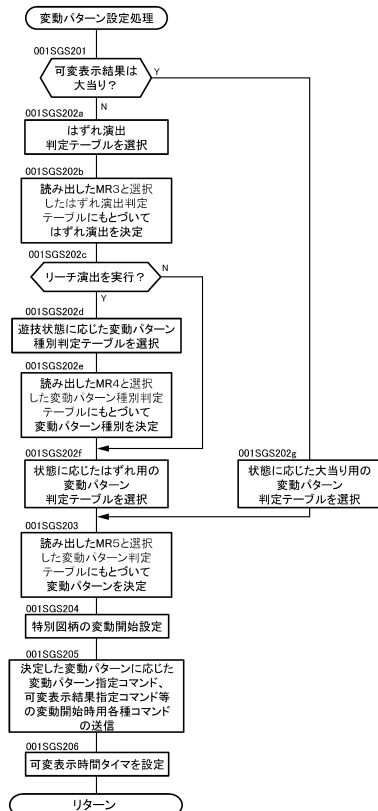 変動パターン設定処理
001SGS201
可変表示結果は
大当り？
Y
N
001SGS202a
はずれ演出
判定テーブルを選択
001SGS202b
読み出したMR3と選択
したはずれ演出判定
テーブルにもとづいて
はずれ演出を決定
001SGS202c
リーチ演出を実行？
N
Y
001SGS202d
遊技状態に応じた変動パターン
種別判定テーブルを選択
001SGS202e
読み出したMR4と選択
した変動パターン種別判定
テーブルにもとづいて
変動パターン種別を決定
001SGS202f
状態に応じたはずれ用の
変動パターン
判定テーブルを選択
001SGS202g
状態に応じた大当り用の
変動パターン
判定テーブルを選択
001SGS203
読み出したMR5と選択
した変動パターン判定
テーブルにもとづいて
変動パターンを決定
001SGS204
特別図柄の変動開始設定
001SGS205
決定した変動パターンに応じた
変動パターン指定コマンド、
可変表示結果指定コマンド等
の変動開始時用各種コマンド
の送信
001SGS206
可変表示時間タイマを設定
リターン